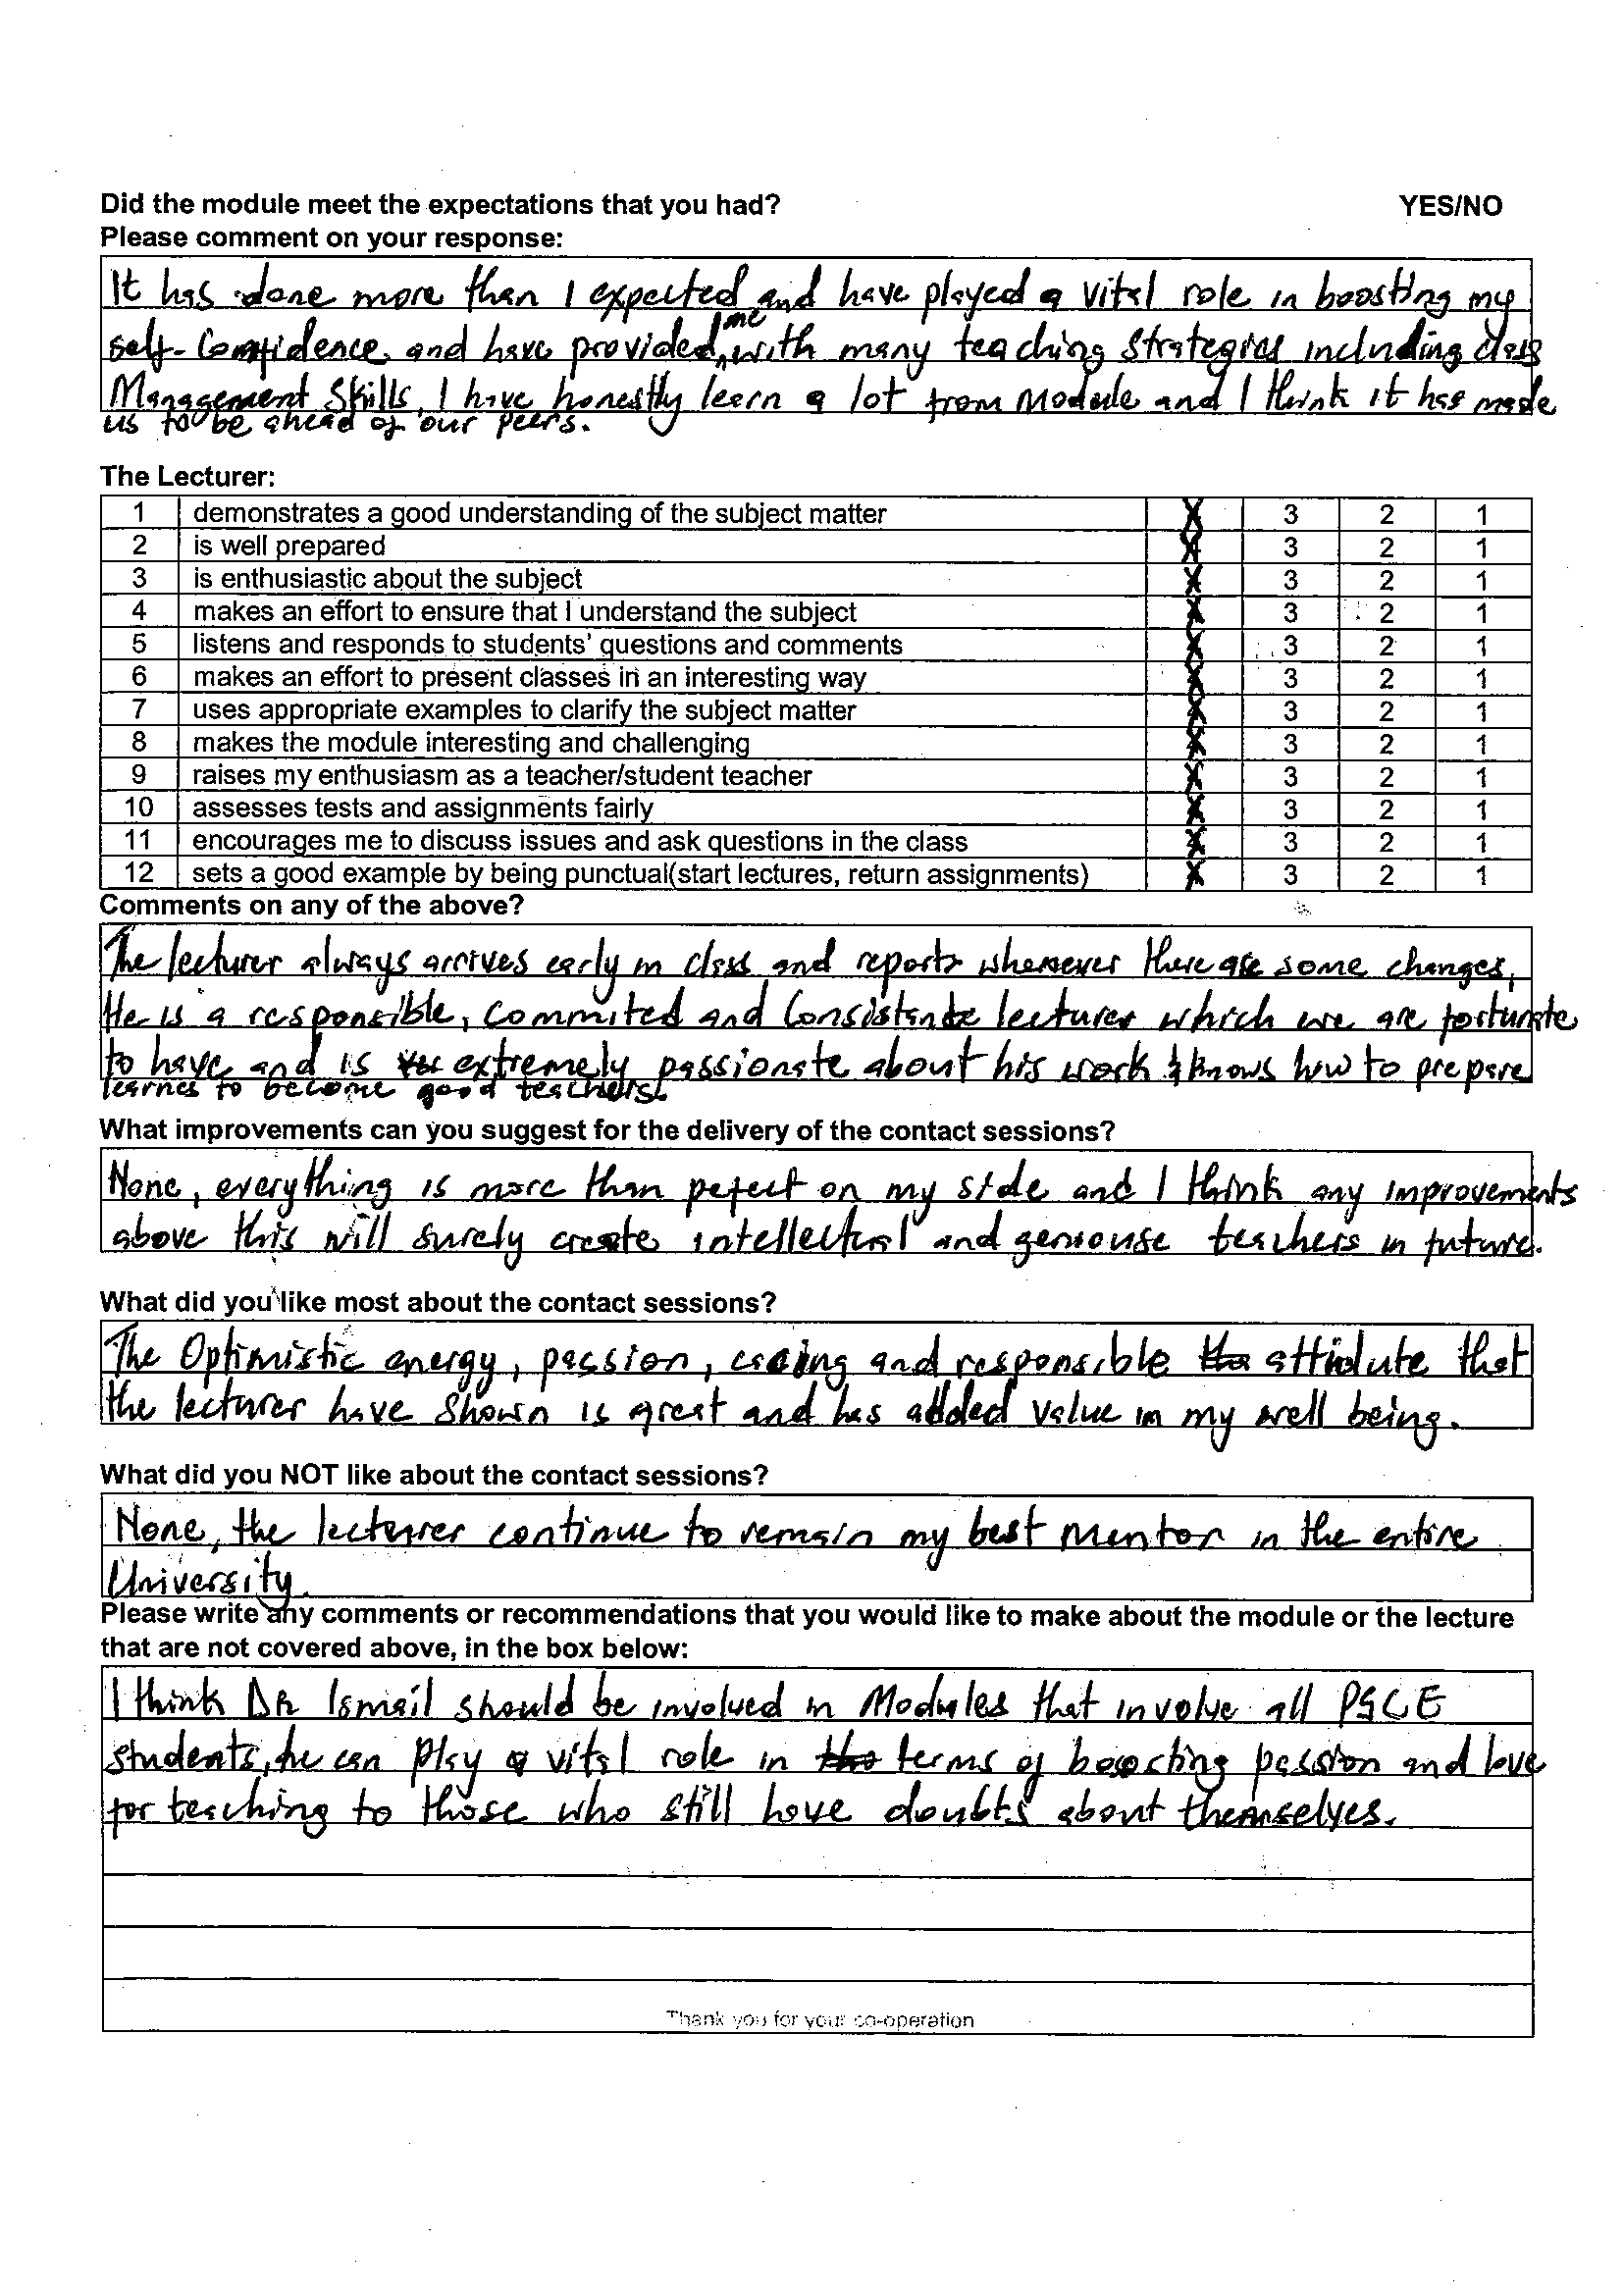 Did the module meet the expectations that you had? YES/NO
Please comment on your response:
It has done more than I expected and have played a vital role in boosting my
self-Confidence and have provided me with many teaching strategies including class
Management Skills, I have honestly learn a lot from Module and I think it has made
us to be ahead of our peers.
The Lecturer:
1 demonstrates a good understanding of the subject matter X 3 2 1
2 is well prepared X 3 2 1
3 is enthusiastic about the subject X 3 2 1
4 makes an effort to ensure that I understand the subject X 3 2 1
5 listens and responds to students' questions and comments X 3 2 1
6 makes an effort to present classes in an interesting way X 3 2 1
7 uses appropriate examples to clarify the subject matter X 3 2 1
8 makes the module interesting and challenging X 3 2 1
9 raises my enthusiasm as a teacher/student teacher X 3 2 1
10 assesses tests and assignments fairly X 3 2 1
11 encourages me to discuss issues and ask questions in the class X 3 2 1
12 sets a good example by being punctual(start lectures, return assignments) X 3 2 1
Comments on any of the above?
The lecturer always arrives early in class and reports whenever there are some changes,
He is a responsible, commited and Consistante lecturer which we are fortunate
to have and is extremely passionate about his work & knows how to prepare
learnes to become good teachers.
What improvements can you suggest for the delivery of the contact sessions?
None, everything is more than pefect on my side and I think any improvements
above this will surely create intellectual and geniouse teachers in future.
What did you like most about the contact sessions?
The Optimistic energy, passion, caring and responsible attidute that
the lecturer have shown is great and has added value in my well being.
What did you NOT like about the contact sessions?
None, the lecturer continue to remain my best mentor in the entire
University.
Please write any comments or recommendations that you would like to make about the module or the lecture
that are not covered above, in the box below:
I think DR Ismail should be involved in Modules that involve all PGCE
students, he can play a vital role in terms of boosting passion and love
for teaching to those who still have doubts about themselves.
Thank you for your co-operation